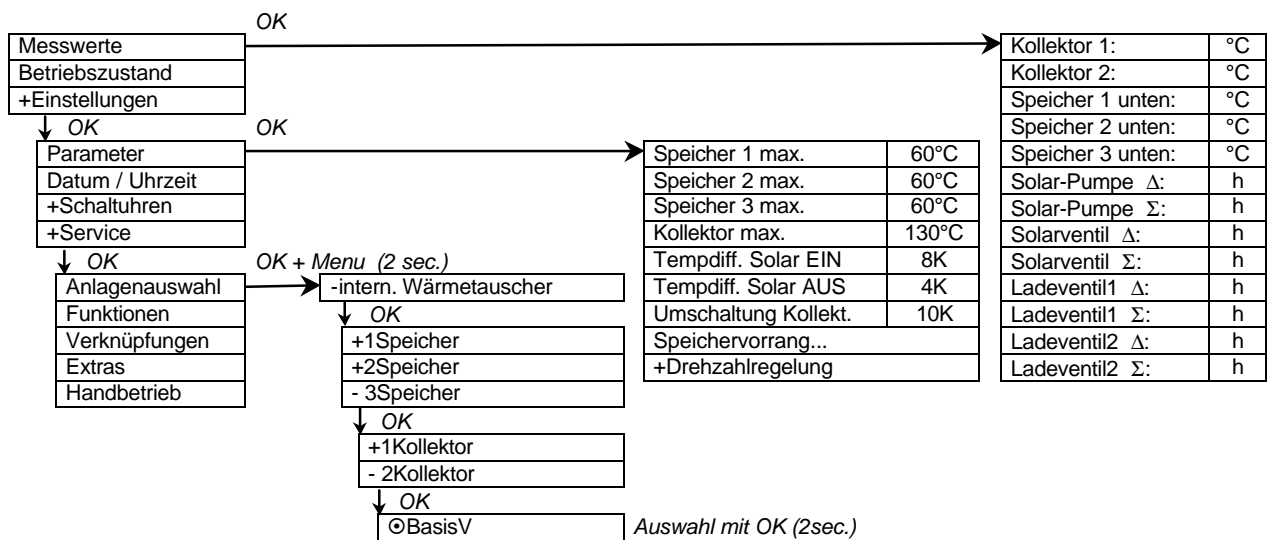 OK
Messwerte
Betriebszustand
+Einstellungen
OK
Parameter
Datum / Uhrzeit
+Schaltuhren
+Service
OK
Anlagenauswahl
Funktionen
Verknüpfungen
Extras
Handbetrieb
OK + Menu (2 sec.)
-intern. Wärmetauscher
OK
+1Speicher
+2Speicher
- 3Speicher
OK
+1Kollektor
- 2Kollektor
OK
⊙BasisV
Auswahl mit OK (2sec.)
OK
Speicher 1 max. 60°C
Speicher 2 max. 60°C
Speicher 3 max. 60°C
Kollektor max. 130°C
Tempdiff. Solar EIN 8K
Tempdiff. Solar AUS 4K
Umschaltung Kollekt. 10K
Speichervorrang...
+Drehzahlregelung
Kollektor 1: °C
Kollektor 2: °C
Speicher 1 unten: °C
Speicher 2 unten: °C
Speicher 3 unten: °C
Solar-Pumpe Δ: h
Solar-Pumpe Σ: h
Solarventil Δ: h
Solarventil Σ: h
Ladeventil1 Δ: h
Ladeventil1 Σ: h
Ladeventil2 Δ: h
Ladeventil2 Σ: h